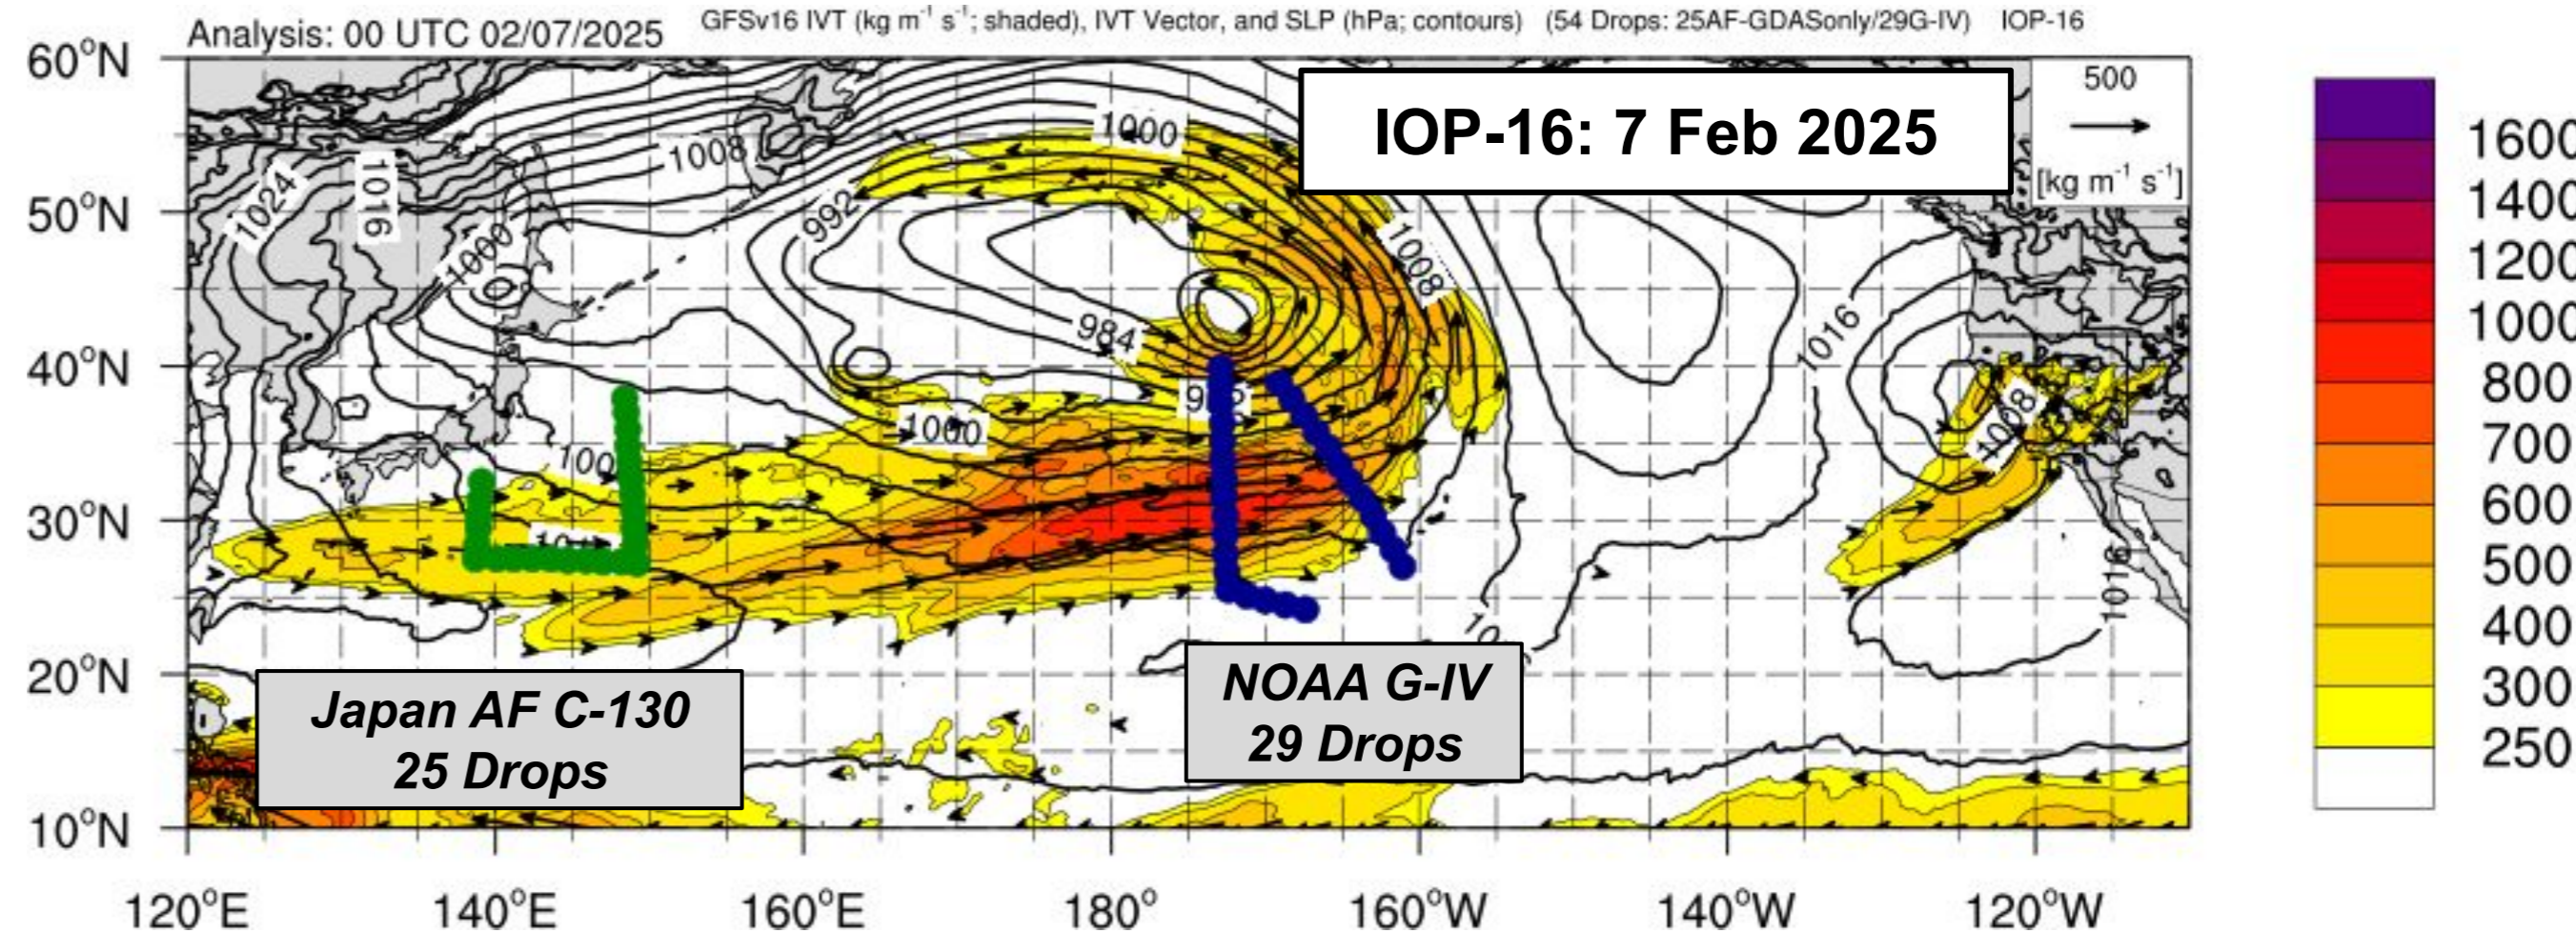 Analysis: 00 UTC 02/07/2025
GFSv16 IVT (kg m⁻¹ s⁻¹; shaded), IVT Vector, and SLP (hPa; contours) (54 Drops: 25AF-GDASonly/29G-IV) IOP-16
IOP-16: 7 Feb 2025
500
[kg m⁻¹ s⁻¹]
60°N
50°N
40°N
30°N
20°N
10°N
1000
1008
1024
1016
992
1000
1008
984
1016
1000
1008
1016
Japan AF C-130
25 Drops
NOAA G-IV
29 Drops
120°E
140°E
160°E
180°
160°W
140°W
120°W
1600
1400
1200
1000
800
700
600
500
400
300
250